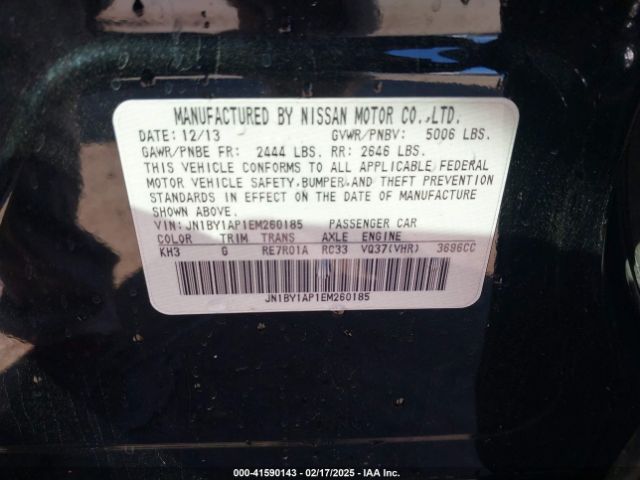 MANUFACTURED BY NISSAN MOTOR CO.,LTD.
DATE: 12/13 GVWR/PNBV: 5006 LBS.
GAWR/PNBE FR: 2444 LBS. RR: 2646 LBS.
THIS VEHICLE CONFORMS TO ALL APPLICABLE FEDERAL
MOTOR VEHICLE SAFETY, BUMPER, AND THEFT PREVENTION
STANDARDS IN EFFECT ON THE DATE OF MANUFACTURE
SHOWN ABOVE.
VIN: JN1BY1AP1EM260185 PASSENGER CAR
COLOR TRIM TRANS AXLE ENGINE
KH3 G RE7R01A RC33 VQ37(VHR) 3696CC
JN1BY1AP1EM260185
000-41590143 - 02/17/2025 - IAA Inc.